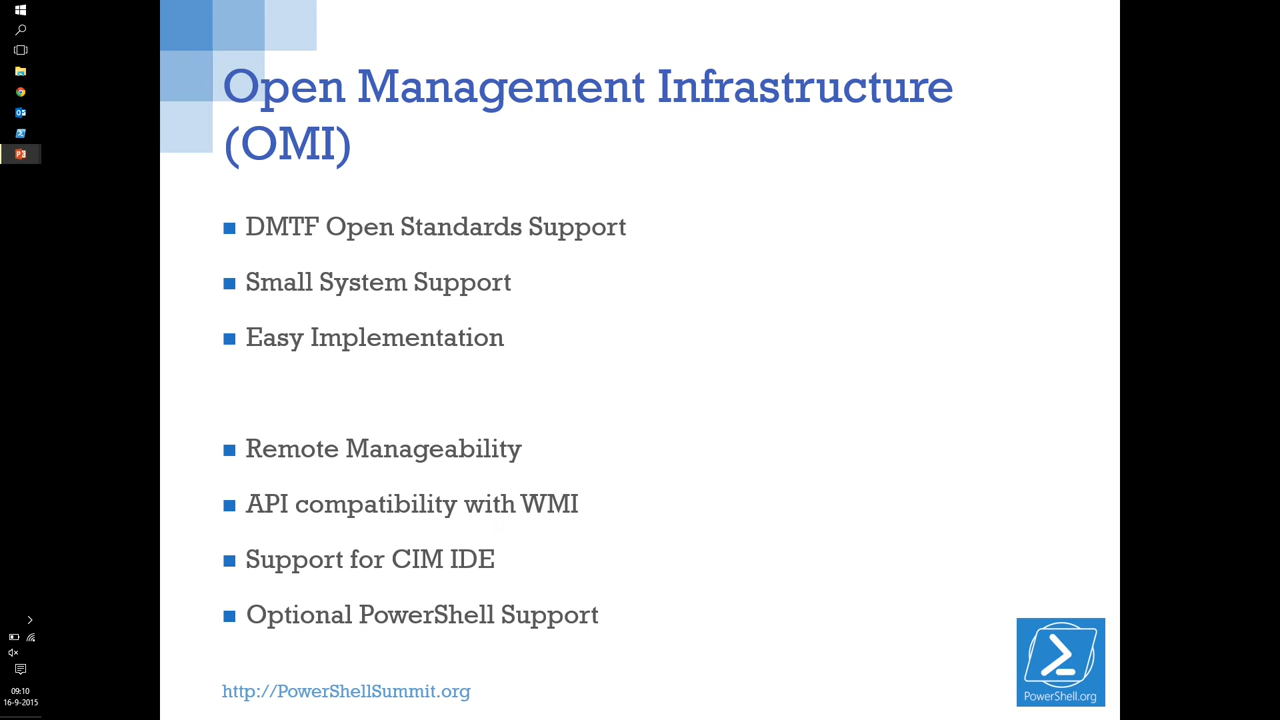 Open Management Infrastructure
(OMI)
DMTF Open Standards Support
Small System Support
Easy Implementation
Remote Manageability
API compatibility with WMI
Support for CIM IDE
Optional PowerShell Support
http://PowerShellSummit.org
PowerShell.org
09:10
16-9-2015